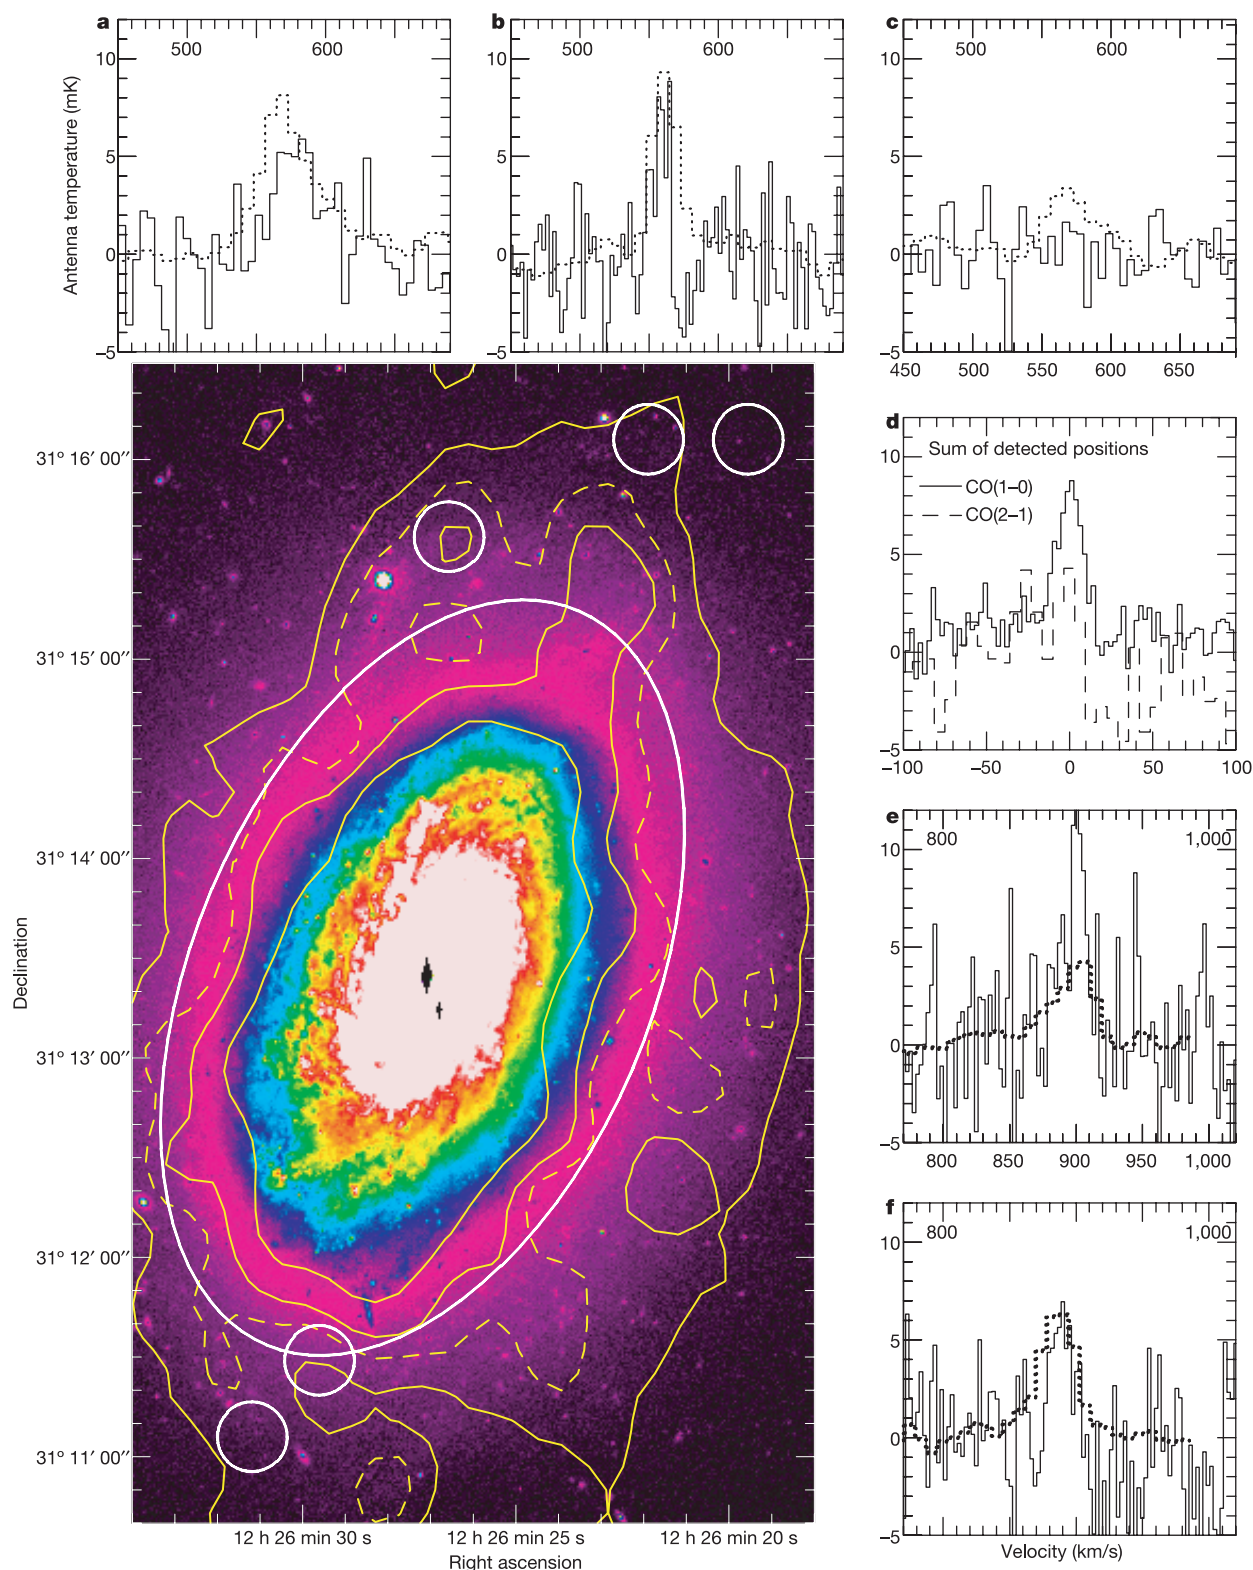 a
500 600
10
5
0
−5
Antenna temperature (mK)
b
500 600
10
5
0
−5
c
500 600
10
5
0
−5
450 500 550 600 650
d
Sum of detected positions
CO(1–0)
CO(2–1)
10
5
0
−5
−100 −50 0 50 100
e
800 1,000
10
5
0
−5
800 850 900 950 1,000
f
800 1,000
10
5
0
−5
Velocity (km/s)
31° 16′ 00′′
31° 15′ 00′′
31° 14′ 00′′
31° 13′ 00′′
31° 12′ 00′′
31° 11′ 00′′
Declination
12 h 26 min 30 s 12 h 26 min 25 s 12 h 26 min 20 s
Right ascension